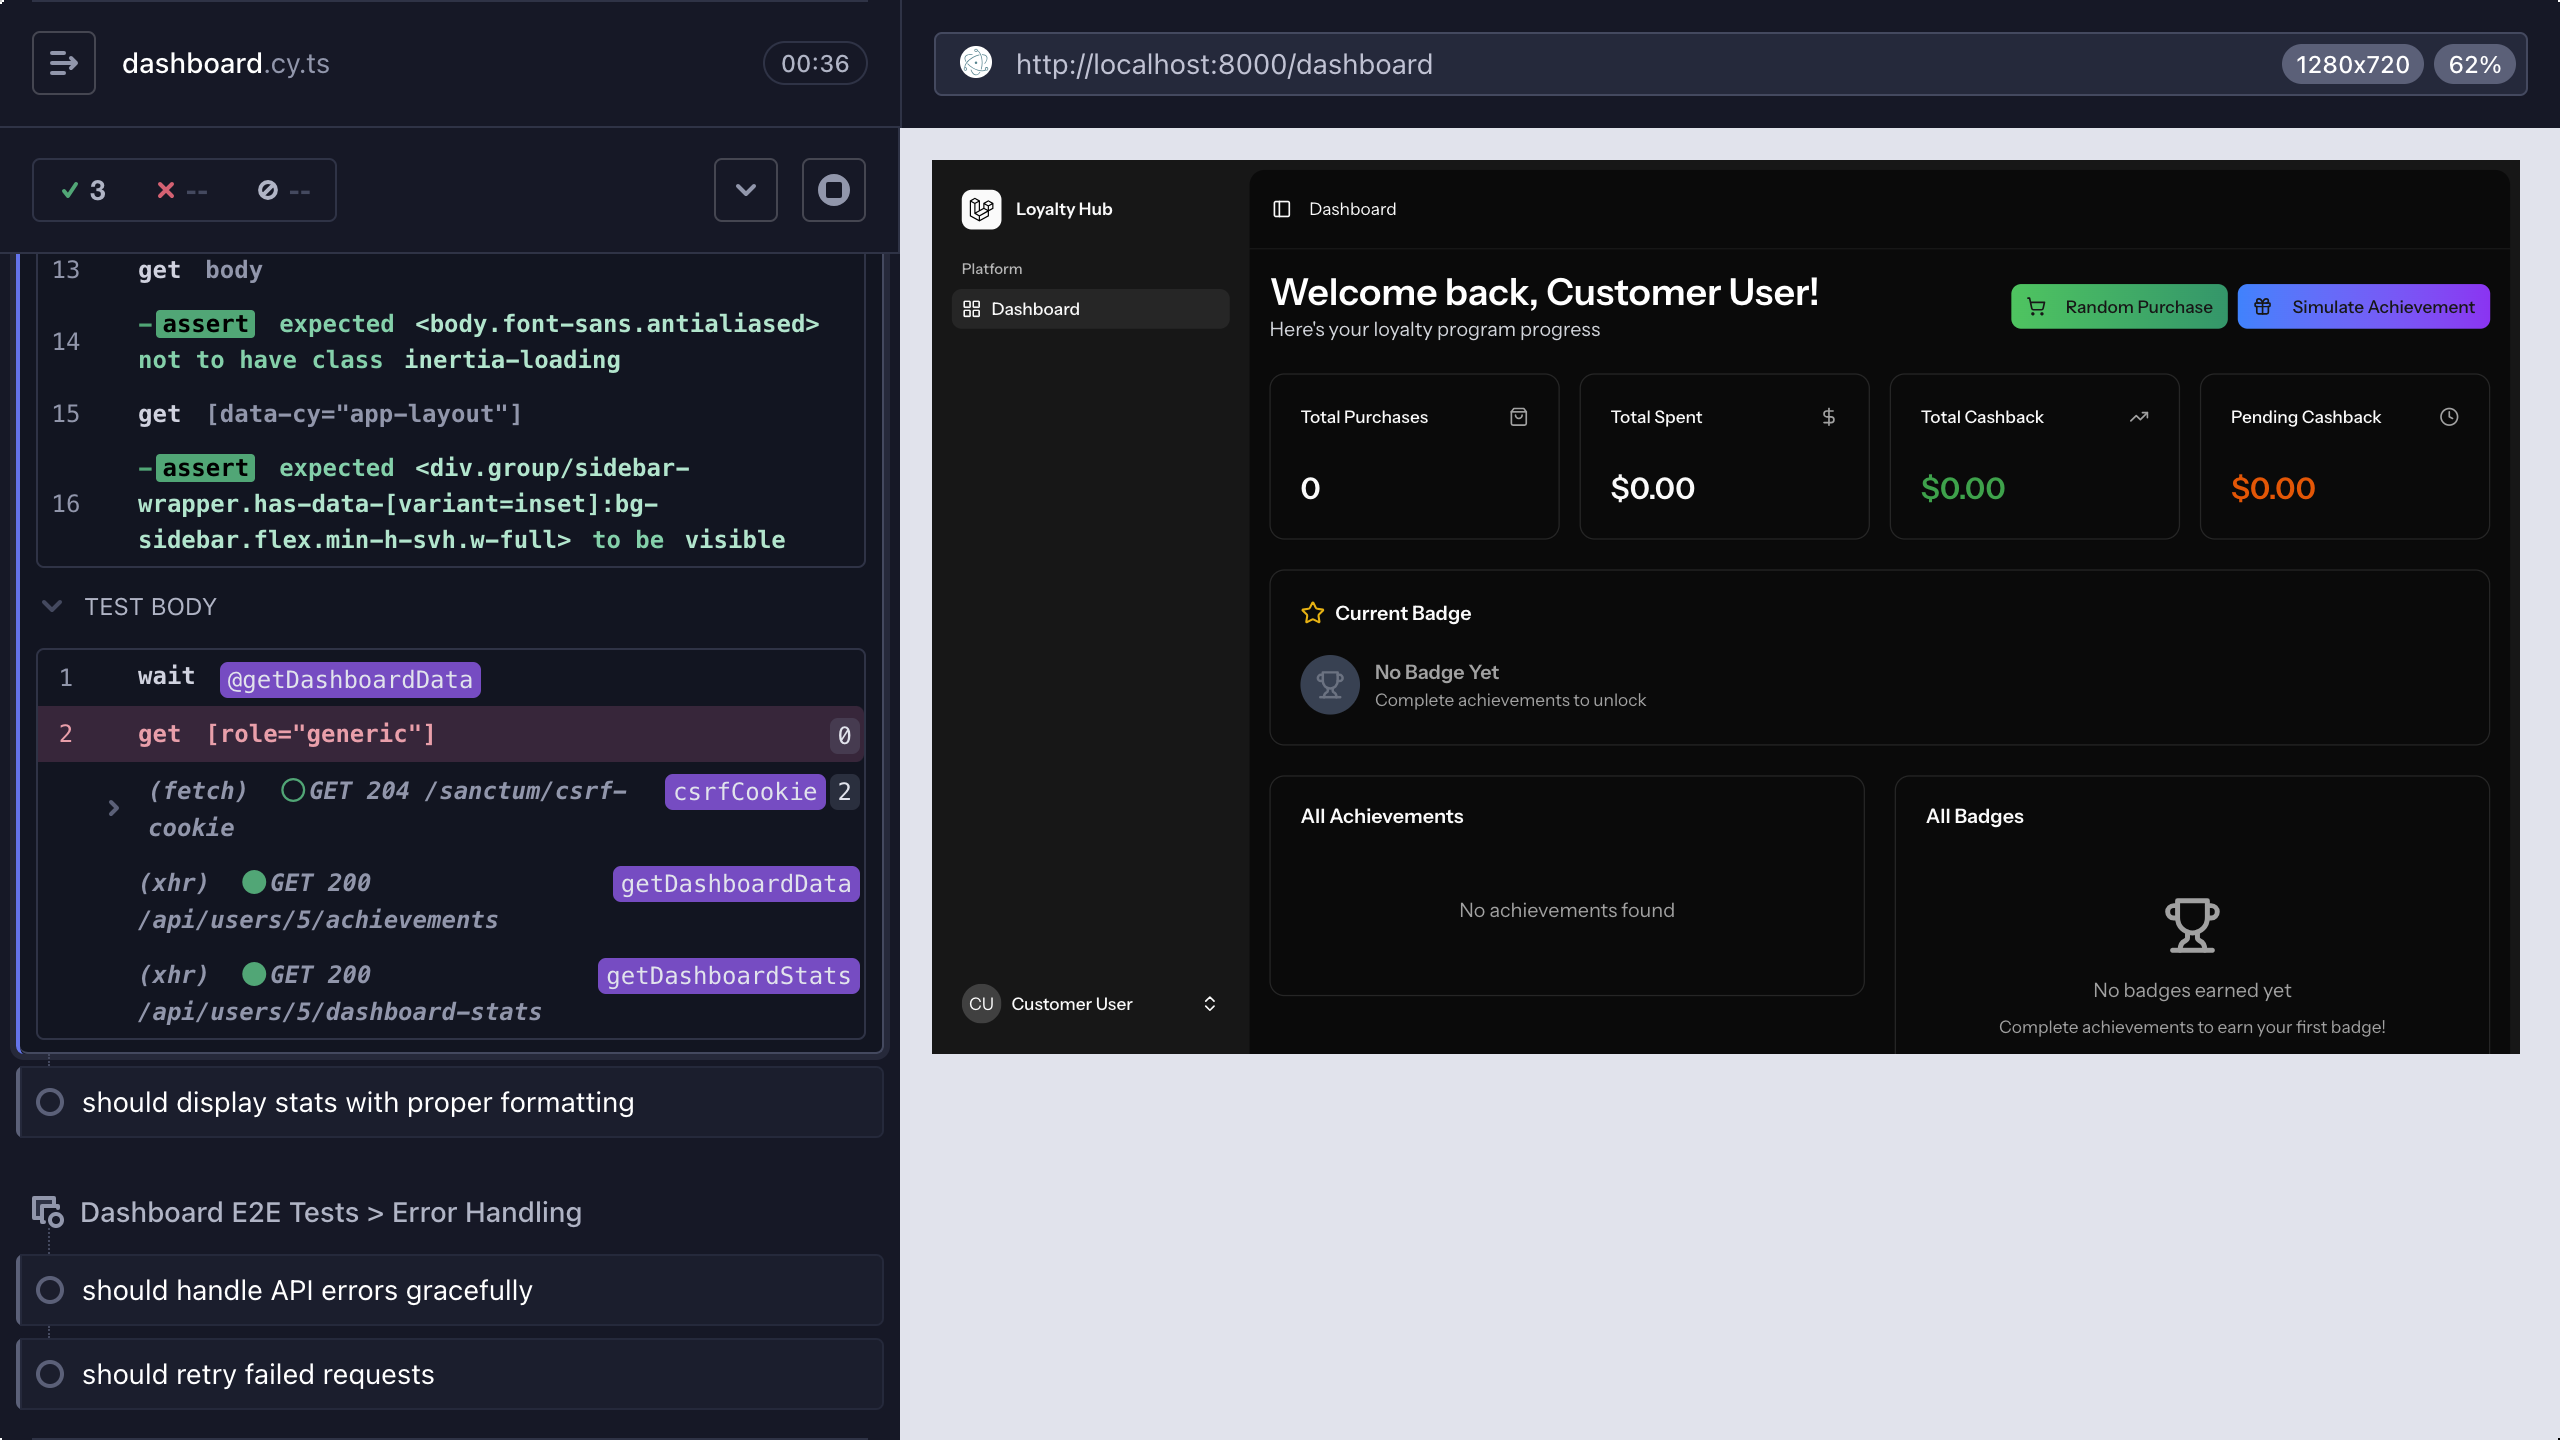 dashboard.cy.ts
00:36
3 -- --
13 get body
14 -assert expected <body.font-sans.antialiased>
not to have class inertia-loading
15 get [data-cy="app-layout"]
16 -assert expected <div.group/sidebar-
wrapper.has-data-[variant=inset]:bg-
sidebar.flex.min-h-svh.w-full> to be visible
TEST BODY
1 wait @getDashboardData
2 get [role="generic"] 0
(fetch) GET 204 /sanctum/csrf- csrfCookie 2
cookie
(xhr) GET 200 getDashboardData
/api/users/5/achievements
(xhr) GET 200 getDashboardStats
/api/users/5/dashboard-stats
should display stats with proper formatting
Dashboard E2E Tests > Error Handling
should handle API errors gracefully
should retry failed requests
http://localhost:8000/dashboard
1280x720 62%
Loyalty Hub
Platform
Dashboard
CU Customer User
Dashboard
Welcome back, Customer User!
Here's your loyalty program progress
Random Purchase
Simulate Achievement
Total Purchases
0
Total Spent
$0.00
Total Cashback
$0.00
Pending Cashback
$0.00
Current Badge
No Badge Yet
Complete achievements to unlock
All Achievements
No achievements found
All Badges
No badges earned yet
Complete achievements to earn your first badge!